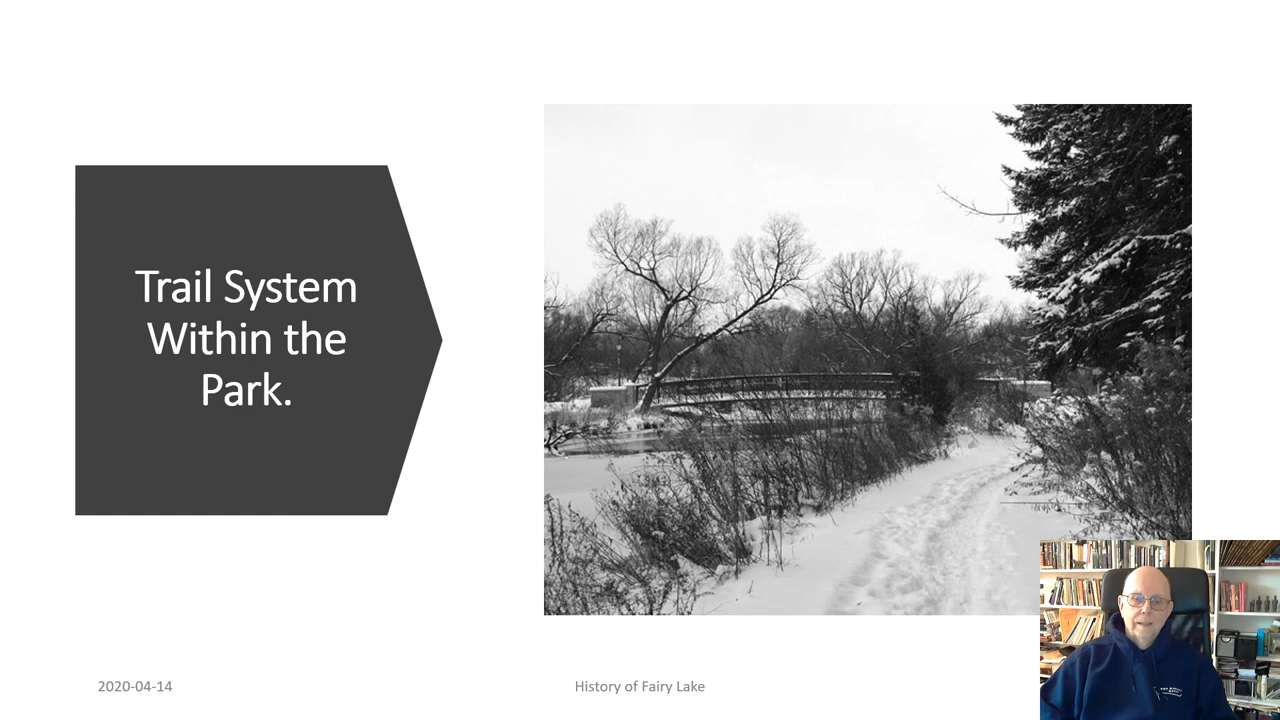 Trail System
Within the
Park.
2020-04-14
History of Fairy Lake